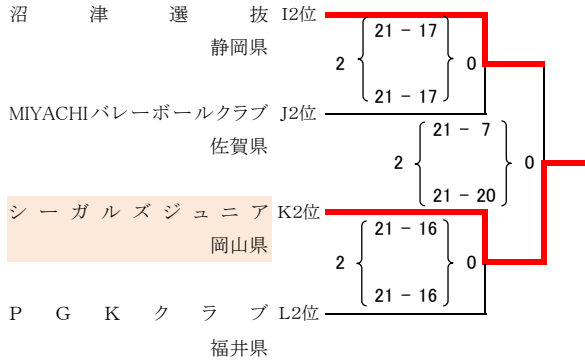 沼津選抜 I2位
静岡県
21 - 17
2 0
21 - 17
MIYACHIバレーボールクラブ J2位
佐賀県
21 - 7
2 0
21 - 20
シーガルズジュニア K2位
岡山県
21 - 16
2 0
21 - 16
PGKクラブ L2位
福井県